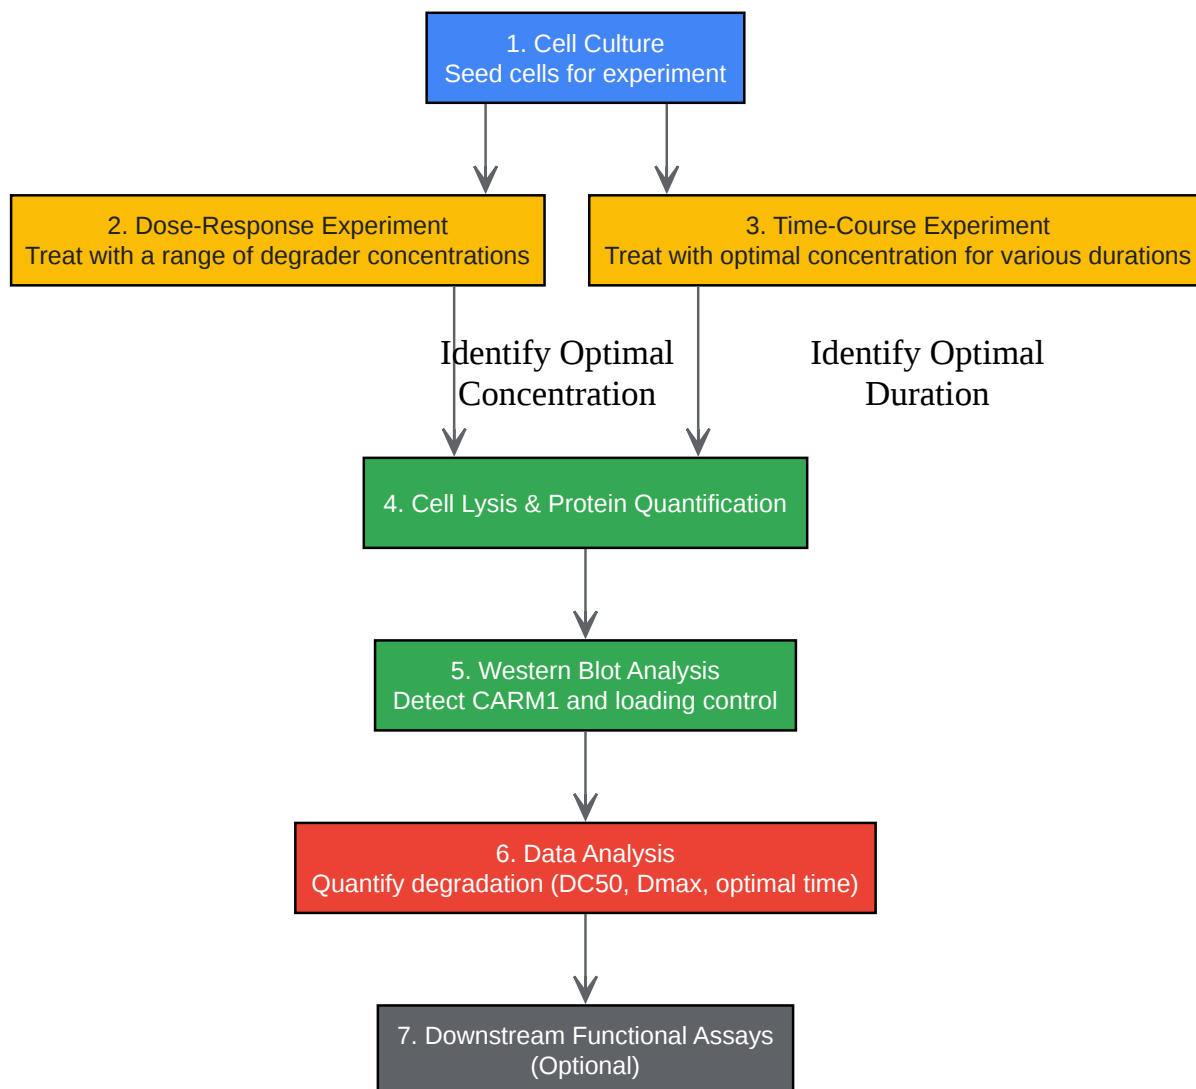 1. Cell Culture
Seed cells for experiment
2. Dose-Response Experiment
Treat with a range of degrader concentrations
3. Time-Course Experiment
Treat with optimal concentration for various durations
Identify Optimal
Concentration
Identify Optimal
Duration
4. Cell Lysis & Protein Quantification
5. Western Blot Analysis
Detect CARM1 and loading control
6. Data Analysis
Quantify degradation (DC50, Dmax, optimal time)
7. Downstream Functional Assays
(Optional)